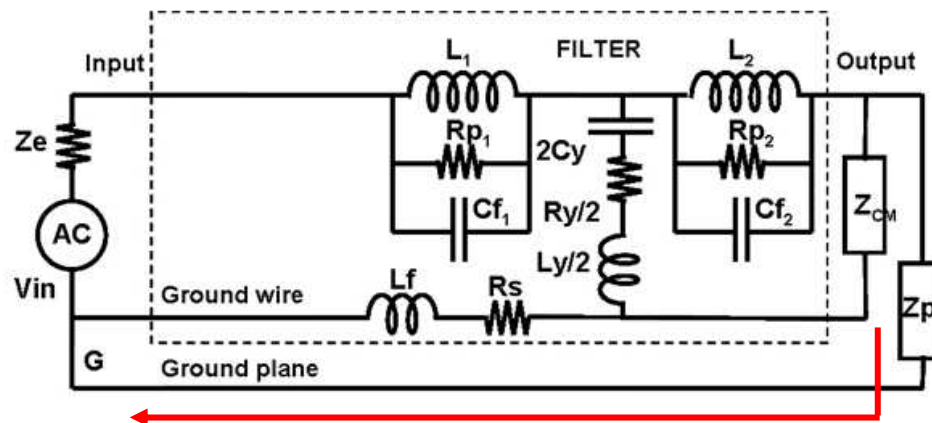 L₁
FILTER
L₂
Input
Output
Ze
Rp₁
2Cy
Rp₂
AC
Cf₁
Ry/2
Cf₂
Z_CM
Vin
Ly/2
Ground wire
Lf
Rs
Zp
G
Ground plane